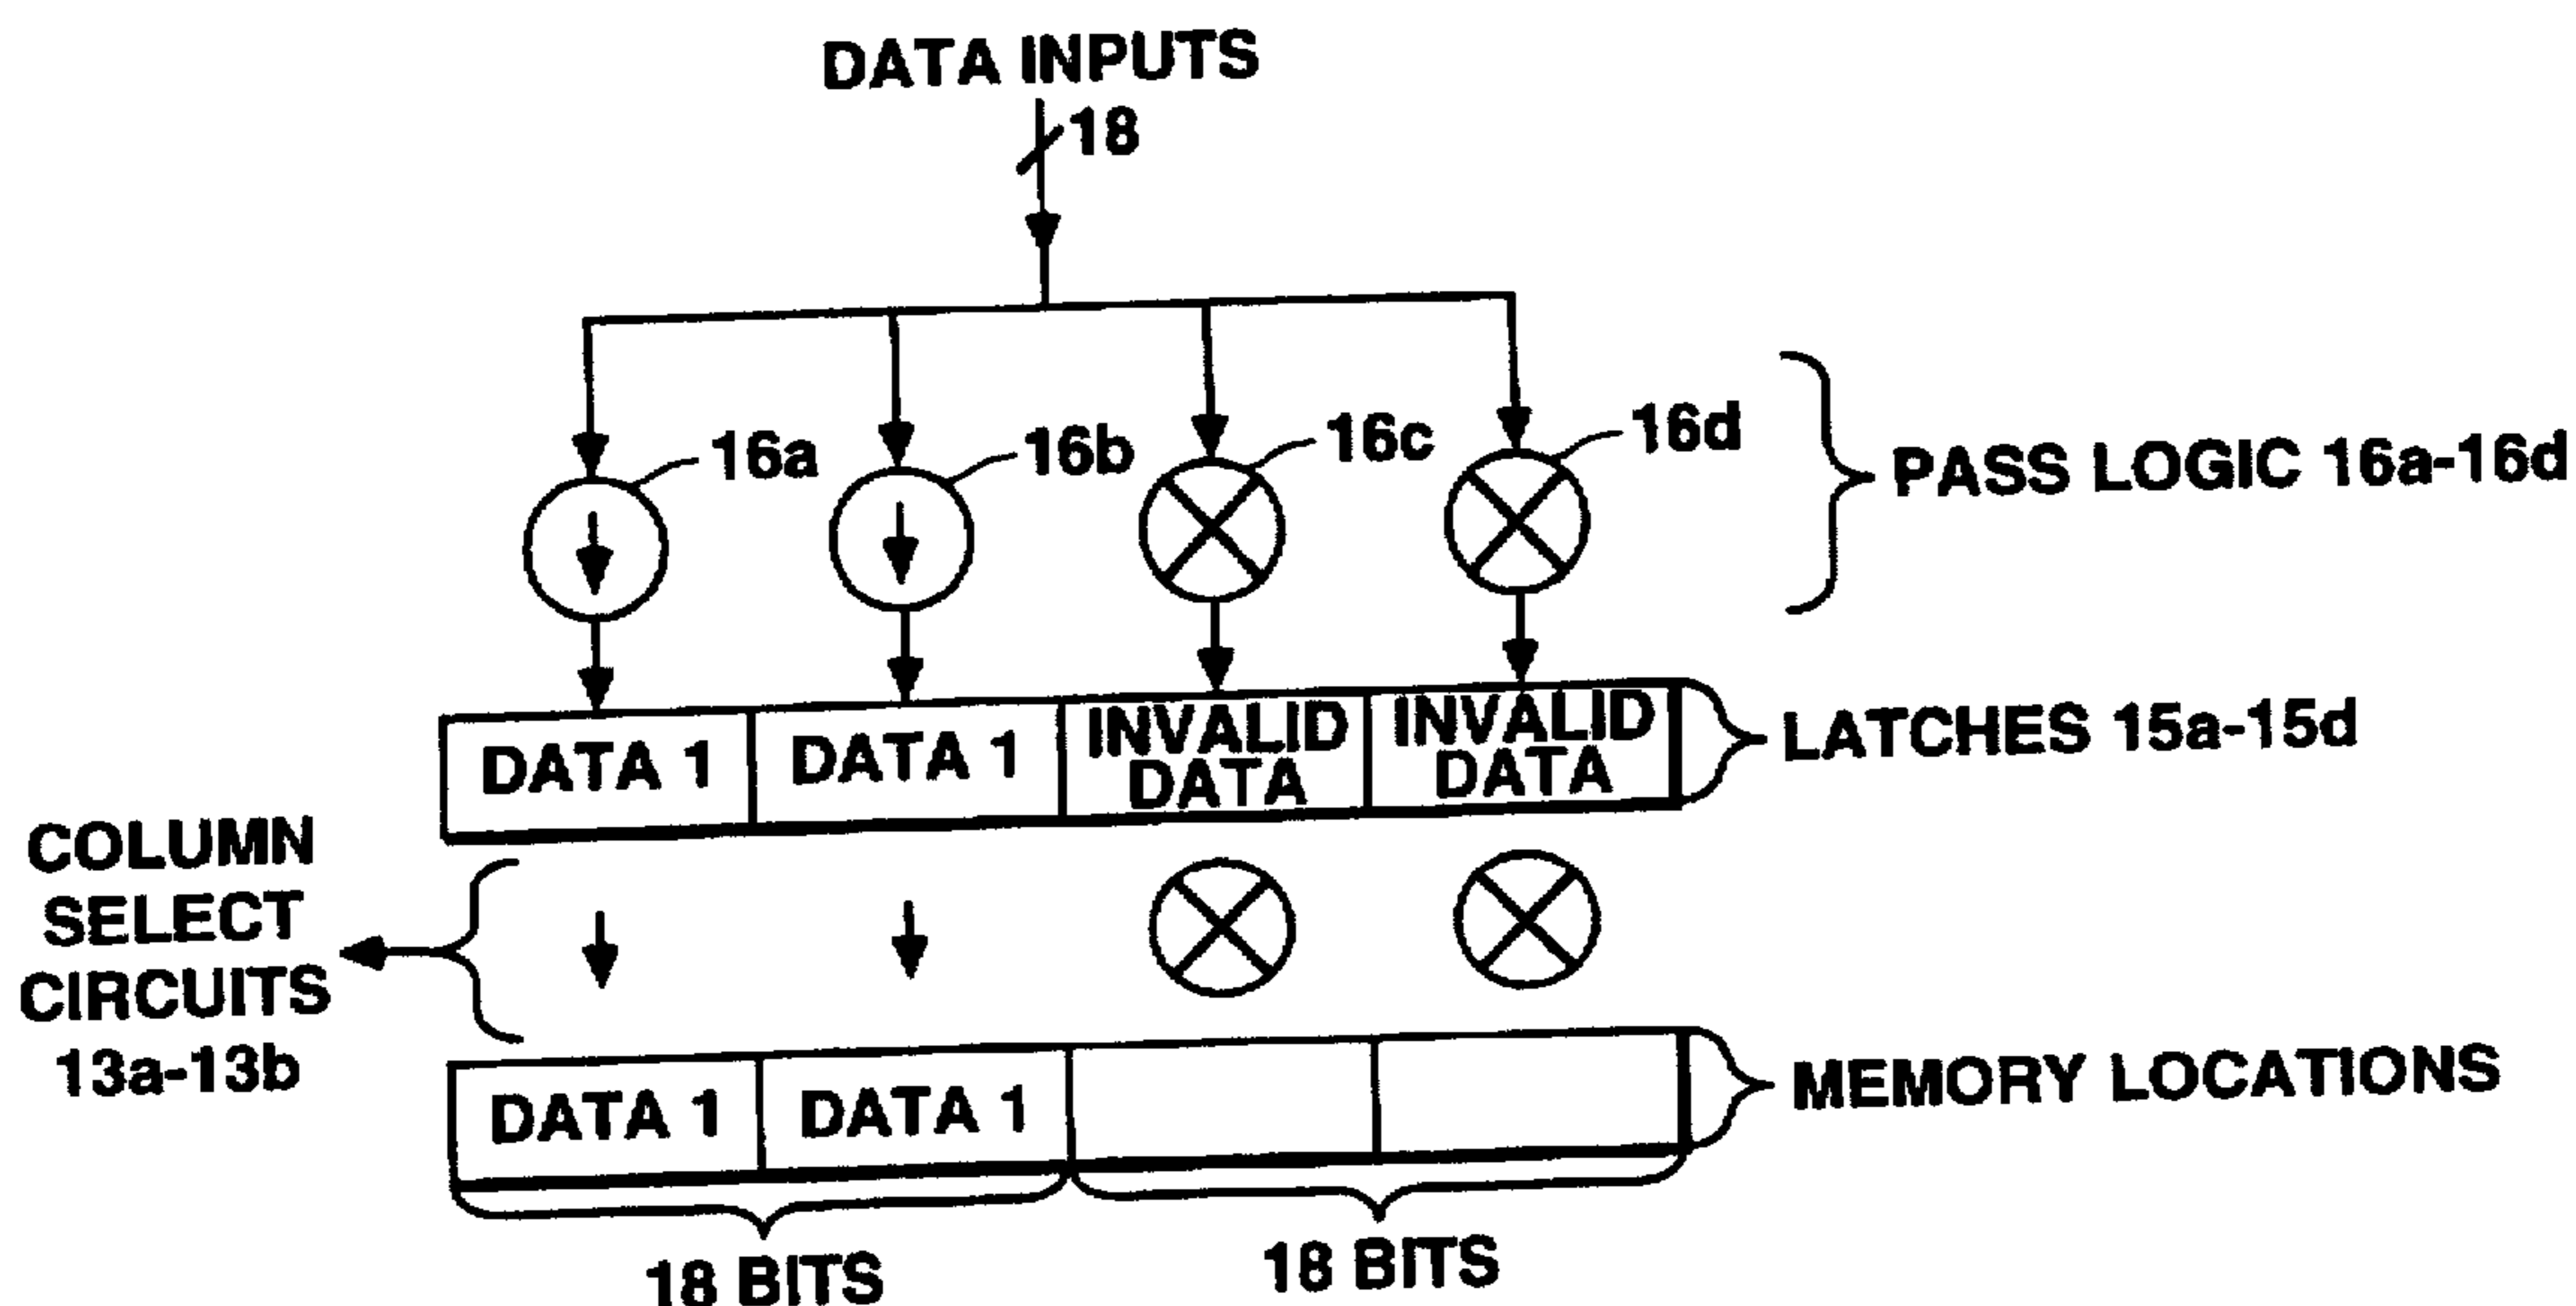 DATA INPUTS
18
16a
16b
16c
16d
PASS LOGIC 16a-16d
DATA 1
DATA 1
INVALID
DATA
INVALID
DATA
LATCHES 15a-15d
COLUMN
SELECT
CIRCUITS
13a-13b
DATA 1
DATA 1
MEMORY LOCATIONS
18 BITS
18 BITS